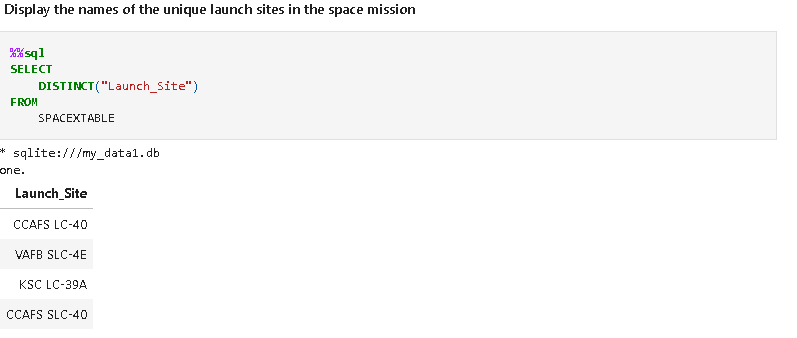 Display the names of the unique launch sites in the space mission
%%sql
SELECT
DISTINCT("Launch_Site")
FROM
SPACEXTABLE
* sqlite:///my_data1.db
one.
Launch_Site
CCAFS LC-40
VAFB SLC-4E
KSC LC-39A
CCAFS SLC-40